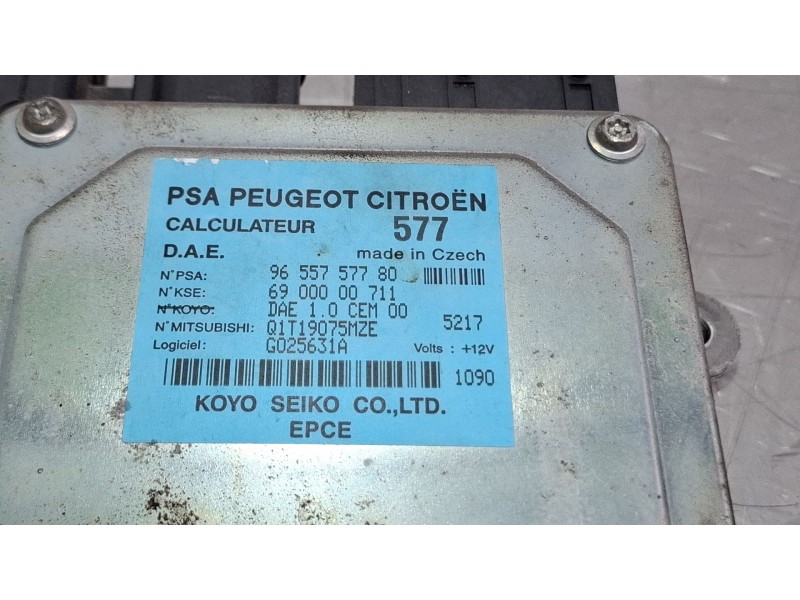 PSA PEUGEOT CITROËN
CALCULATEUR 577
D.A.E. made in Czech
N°PSA: 96 557 577 80
N°KSE: 69 000 00 711
N°KOYO: DAE 1.0 CEM 00
N°MITSUBISHI: Q1T19075MZE 5217
Logiciel: G025631A Volts : +12V
1090
KOYO SEIKO CO.,LTD.
EPCE